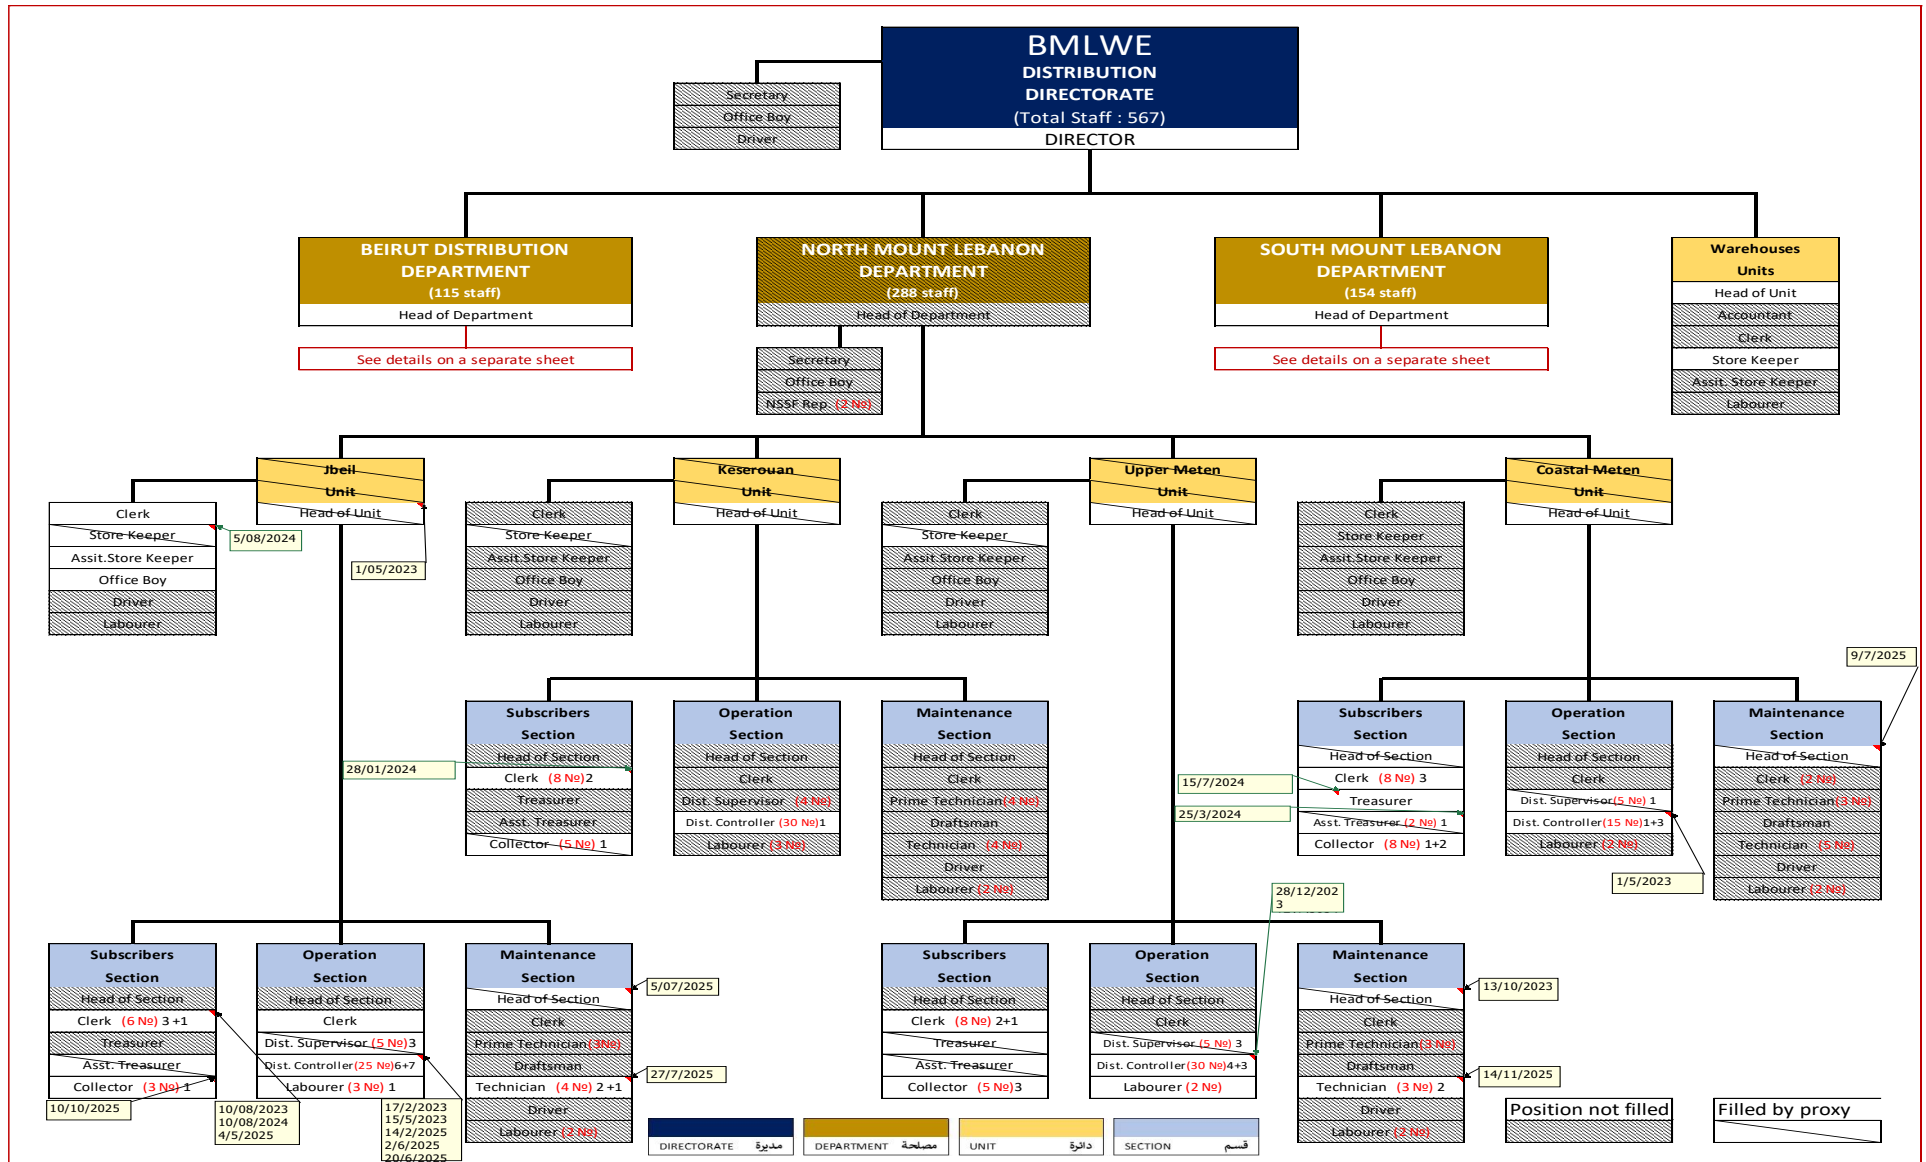 BMLWE
DISTRIBUTION
DIRECTORATE
(Total Staff : 567)
DIRECTOR
Secretary
Office Boy
Driver
BEIRUT DISTRIBUTION
DEPARTMENT
(115 staff)
Head of Department
See details on a separate sheet
NORTH MOUNT LEBANON
DEPARTMENT
(288 staff)
Head of Department
Secretary
Office Boy
NSSF Rep. (2 №)
SOUTH MOUNT LEBANON
DEPARTMENT
(154 staff)
Head of Department
See details on a separate sheet
Warehouses
Units
Head of Unit
Accountant
Clerk
Store Keeper
Assit. Store Keeper
Labourer
Jbeil
Unit
Head of Unit
1/05/2023
Clerk
Store Keeper
Assit.Store Keeper
Office Boy
Driver
Labourer
5/08/2024
Keserouan
Unit
Head of Unit
Clerk
Store Keeper
Assit.Store Keeper
Office Boy
Driver
Labourer
Upper Meten
Unit
Head of Unit
Clerk
Store Keeper
Assit.Store Keeper
Office Boy
Driver
Labourer
Coastal Meten
Unit
Head of Unit
Clerk
Store Keeper
Assit.Store Keeper
Office Boy
Driver
Labourer
Subscribers
Section
Head of Section
Clerk (8 №)2
Treasurer
Asst. Treasurer
Collector (5 №) 1
28/01/2024
Operation
Section
Head of Section
Clerk
Dist. Supervisor (4 №)
Dist. Controller (30 №)1
Labourer (3 №)
Maintenance
Section
Head of Section
Clerk
Prime Technician(4 №)
Draftsman
Technician (4 №)
Driver
Labourer (2 №)
Subscribers
Section
Head of Section
Clerk (8 №) 3
Treasurer
Asst. Treasurer (2 №) 1
Collector (8 №) 1+2
15/7/2024
25/3/2024
Operation
Section
Head of Section
Clerk
Dist. Supervisor(5 №) 1
Dist. Controller(15 №)1+3
Labourer (2 №)
1/5/2023
Maintenance
Section
Head of Section
Clerk (2 №)
Prime Technician(3 №)
Draftsman
Technician (5 №)
Driver
Labourer (2 №)
9/7/2025
Subscribers
Section
Head of Section
Clerk (6 №) 3 +1
Treasurer
Asst. Treasurer
Collector (3 №) 1
10/10/2025
10/08/2023
10/08/2024
4/5/2025
Operation
Section
Head of Section
Clerk
Dist. Supervisor (5 №)3
Dist. Controller(25 №)6+7
Labourer (3 №) 1
17/2/2023
15/5/2023
14/2/2025
2/6/2025
20/6/2025
Maintenance
Section
Head of Section
Clerk
Prime Technician(3№)
Draftsman
Technician (4 №) 2 +1
Driver
Labourer (2 №)
5/07/2025
27/7/2025
Subscribers
Section
Head of Section
Clerk (8 №) 2+1
Treasurer
Asst. Treasurer
Collector (5 №)3
Operation
Section
Head of Section
Clerk
Dist. Supervisor (5 №) 3
Dist. Controller(30 №)4+3
Labourer (2 №)
28/12/202
3
Maintenance
Section
Head of Section
Clerk
Prime Technician(3 №)
Draftsman
Technician (3 №) 2
Driver
Labourer (2 №)
13/10/2023
14/11/2025
DIRECTORATE مديرة
DEPARTMENT مصلحة
UNIT دائرة
SECTION قسم
Position not filled
Filled by proxy